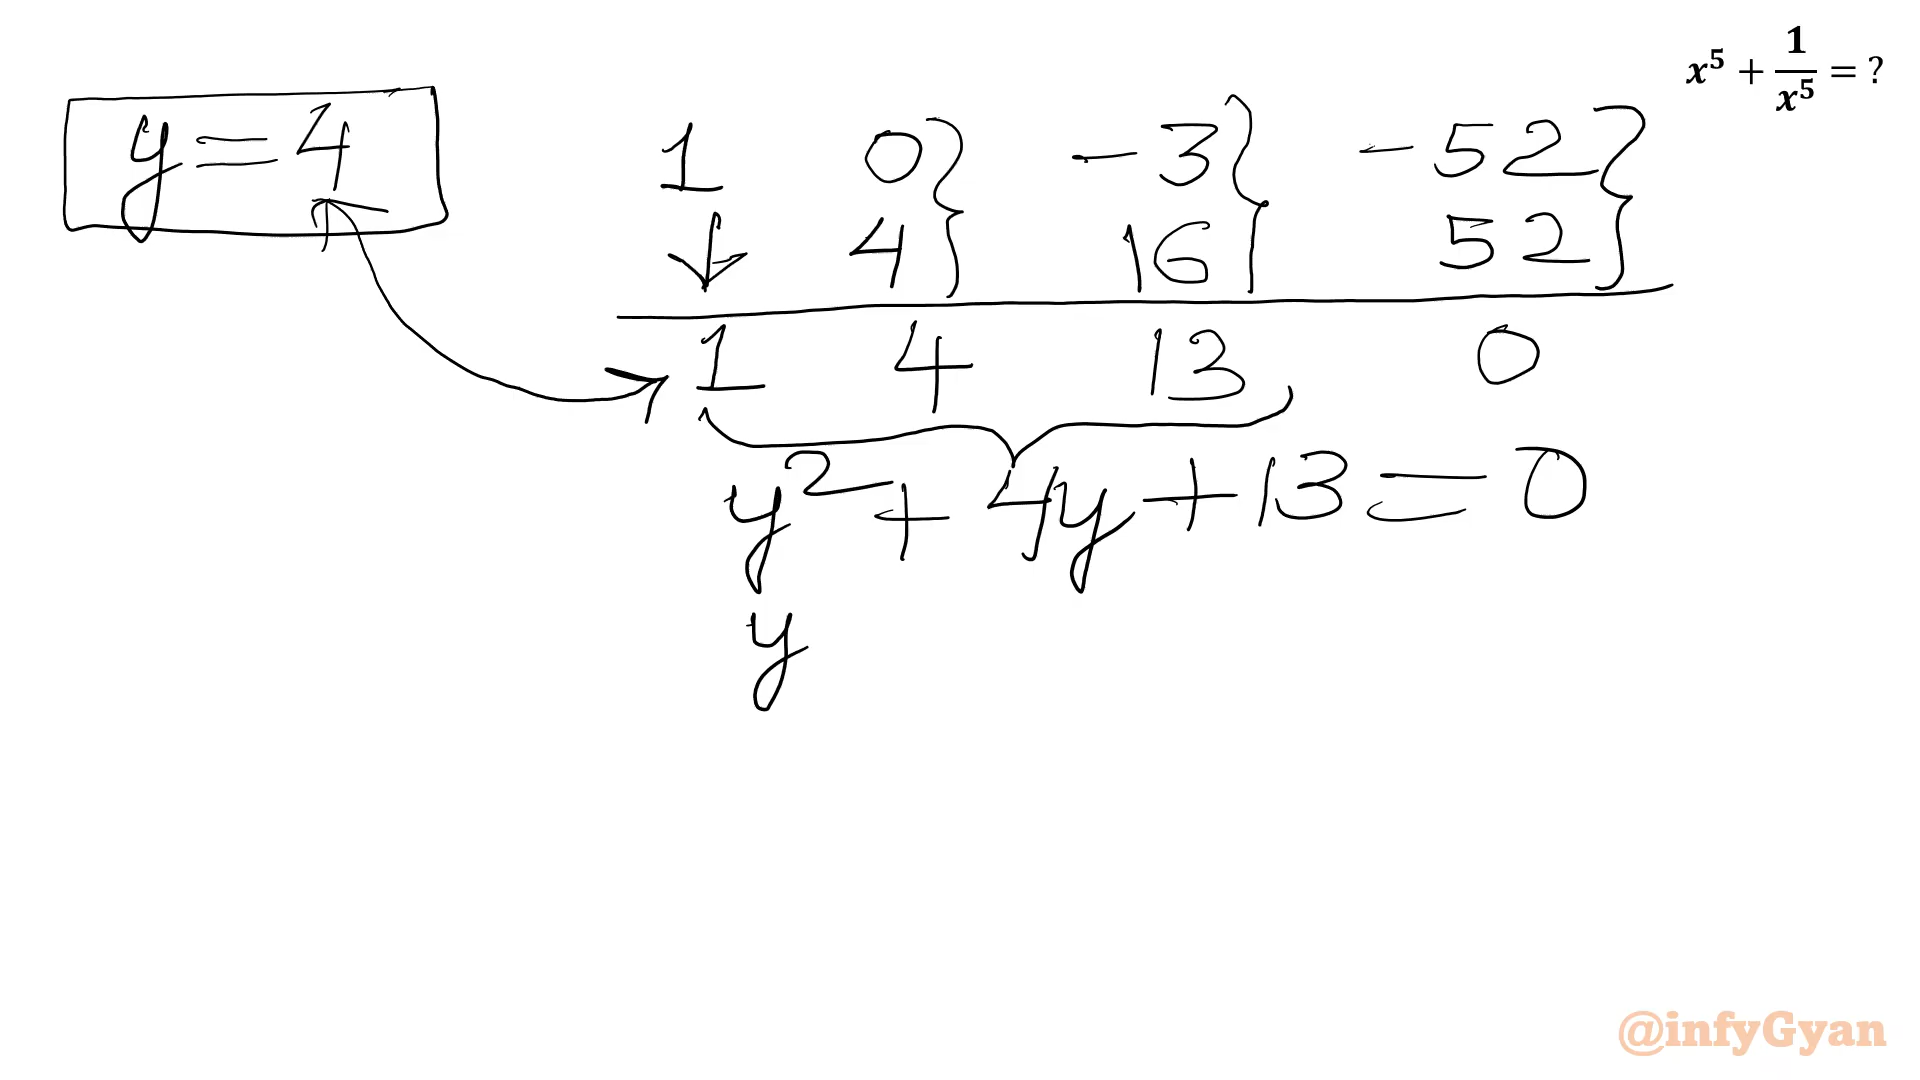 x⁵ + 1/x⁵ = ?
y = 4
1 0 -3 -52
↓ 4 16 52
1 4 13 0
y² + 4y + 13 = 0
y
@infyGyan